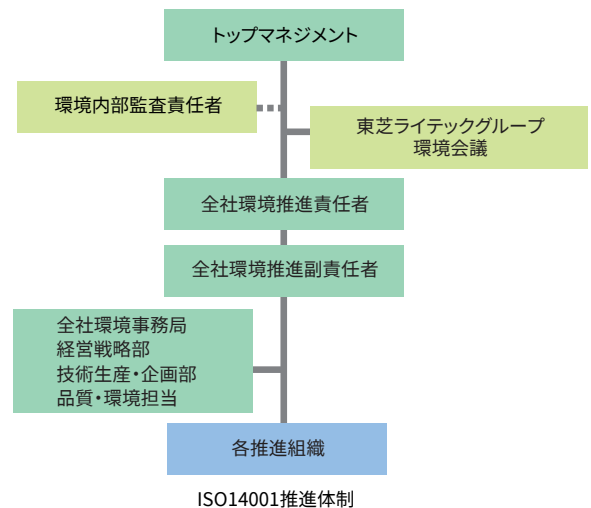 トップマネジメント
環境内部監査責任者
東芝ライテックグループ
環境会議
全社環境推進責任者
全社環境推進副責任者
全社環境事務局
経営戦略部
技術生産・企画部
品質・環境担当
各推進組織
ISO14001推進体制